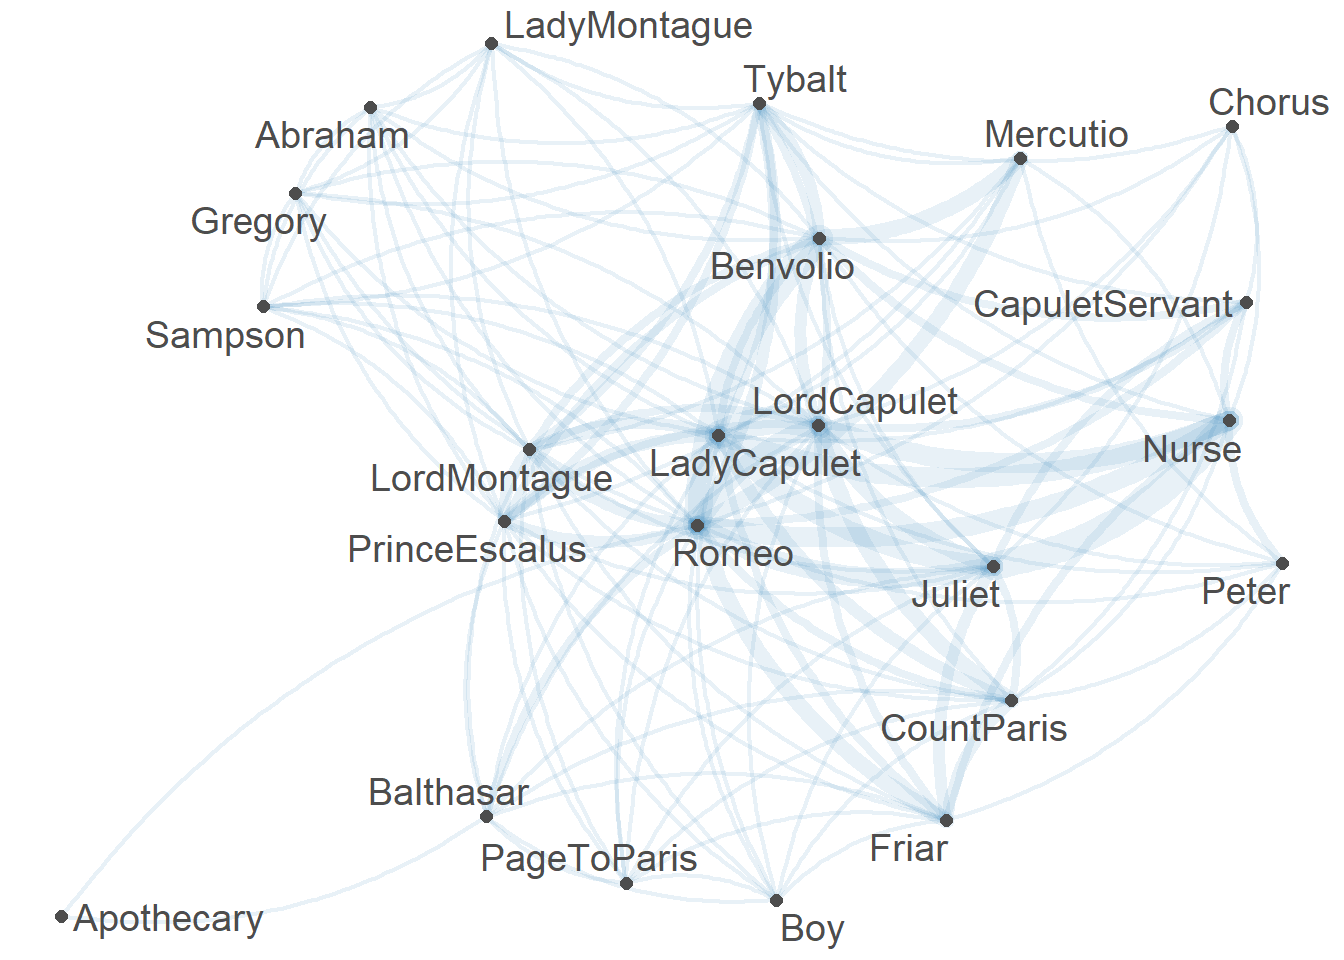 LadyMontague
Tybalt
Chorus
Abraham
Mercutio
Gregory
Benvolio
CapuletServant
Sampson
LordCapulet
Nurse
LadyCapulet
LordMontague
PrinceEscalus
Romeo
Juliet
Peter
CountParis
Balthasar
Friar
PageToParis
Apothecary
Boy